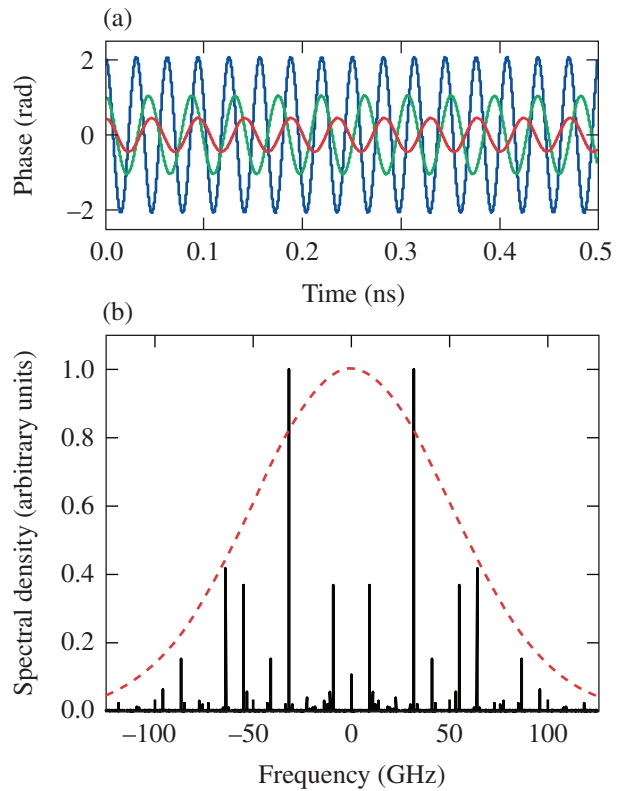 (a)
Phase (rad)
2
0
–2
0.0 0.1 0.2 0.3 0.4 0.5
Time (ns)
(b)
Spectral density (arbitrary units)
1.0
0.8
0.6
0.4
0.2
0.0
–100 –50 0 50 100
Frequency (GHz)